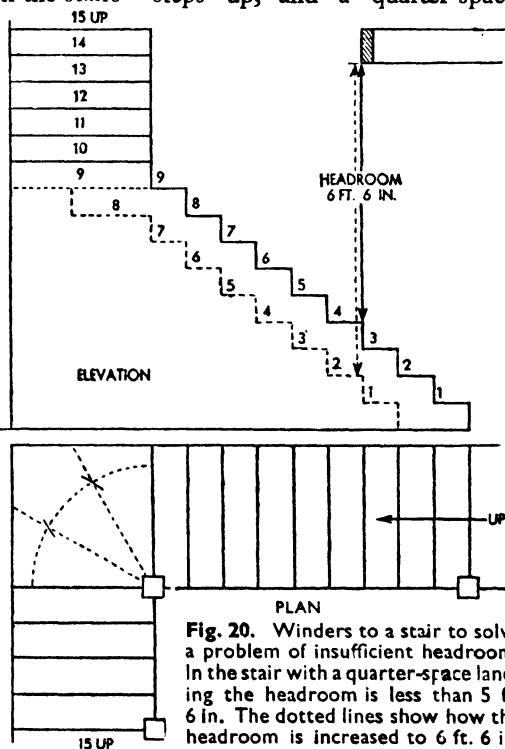 15 UP
14
13
12
11
10
9
9
8
8
7
7
6
6
5
5
4
4
3
3
2
2
1
1
HEADROOM
6 FT. 6 IN.
ELEVATION
UP
PLAN
15 UP
Fig. 20. Winders to a stair to solv
a problem of insufficient headroom
In the stair with a quarter-space land
ing the headroom is less than 5 f
6 in. The dotted lines show how th
headroom is increased to 6 ft. 6 i